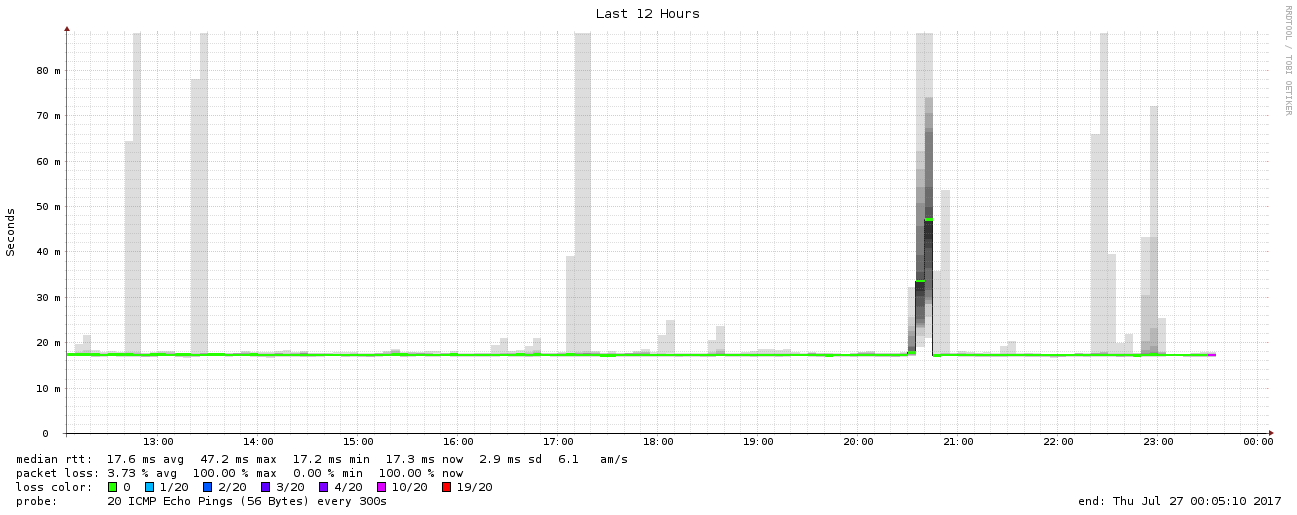 Last 12 Hours
RRDTOOL / TOBI OETIKER
Seconds
80 m
70 m
60 m
50 m
40 m
30 m
20 m
10 m
0
13:00 14:00 15:00 16:00 17:00 18:00 19:00 20:00 21:00 22:00 23:00 00:00
median rtt: 17.6 ms avg 47.2 ms max 17.2 ms min 17.3 ms now 2.9 ms sd 6.1 am/s
packet loss: 3.73 % avg 100.00 % max 0.00 % min 100.00 % now
loss color: 0 1/20 2/20 3/20 4/20 10/20 19/20
probe: 20 ICMP Echo Pings (56 Bytes) every 300s end: Thu Jul 27 00:05:10 2017